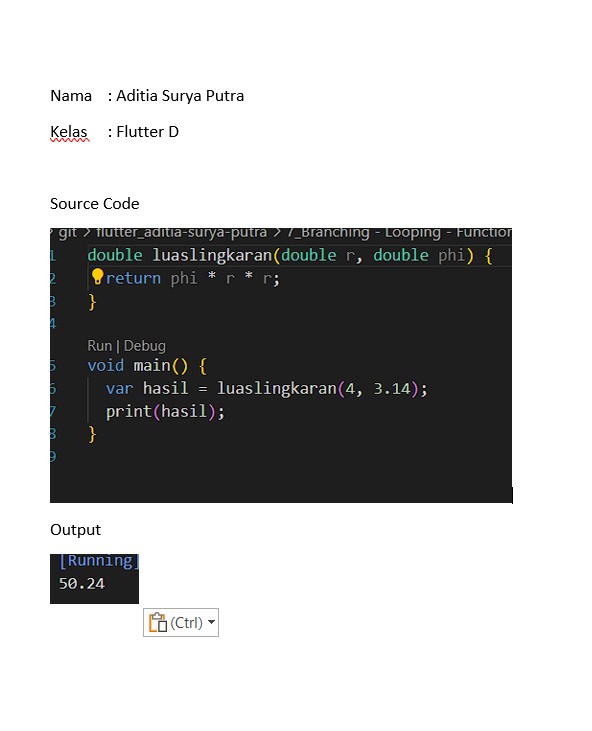 Nama : Aditia Surya Putra
Kelas : Flutter D
Source Code
> git > flutter_aditia-surya-putra > 7_Branching - Looping - Function
1 double luaslingkaran(double r, double phi) {
2 return phi * r * r;
3 }
4
Run | Debug
5 void main() {
6 var hasil = luaslingkaran(4, 3.14);
7 print(hasil);
8 }
9
Output
[Running]
50.24
(Ctrl)